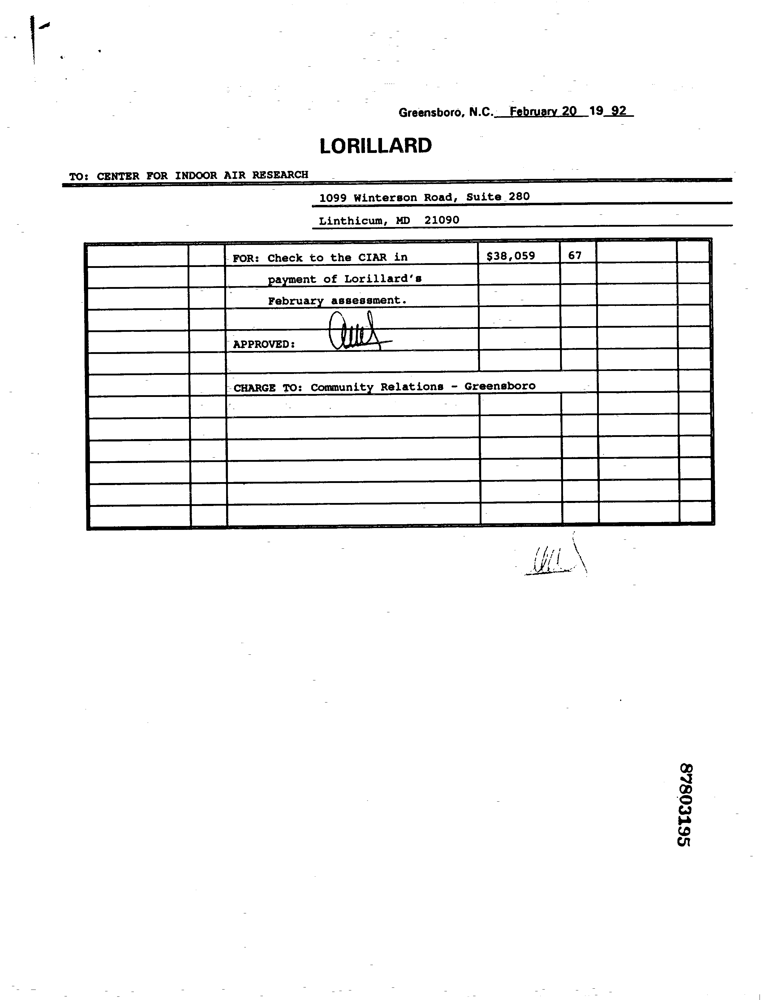 Greensboro, N.C. February 20 19 92
LORILLARD
TO: CENTER FOR INDOOR AIR RESEARCH
1099 Winterson Road, Suite 280
Linthicum, MD 21090
FOR: Check to the CIAR in $38,059 67
payment of Lorillard's
February assessment.
APPROVED:
CHARGE TO: Community Relations - Greensboro
87803195